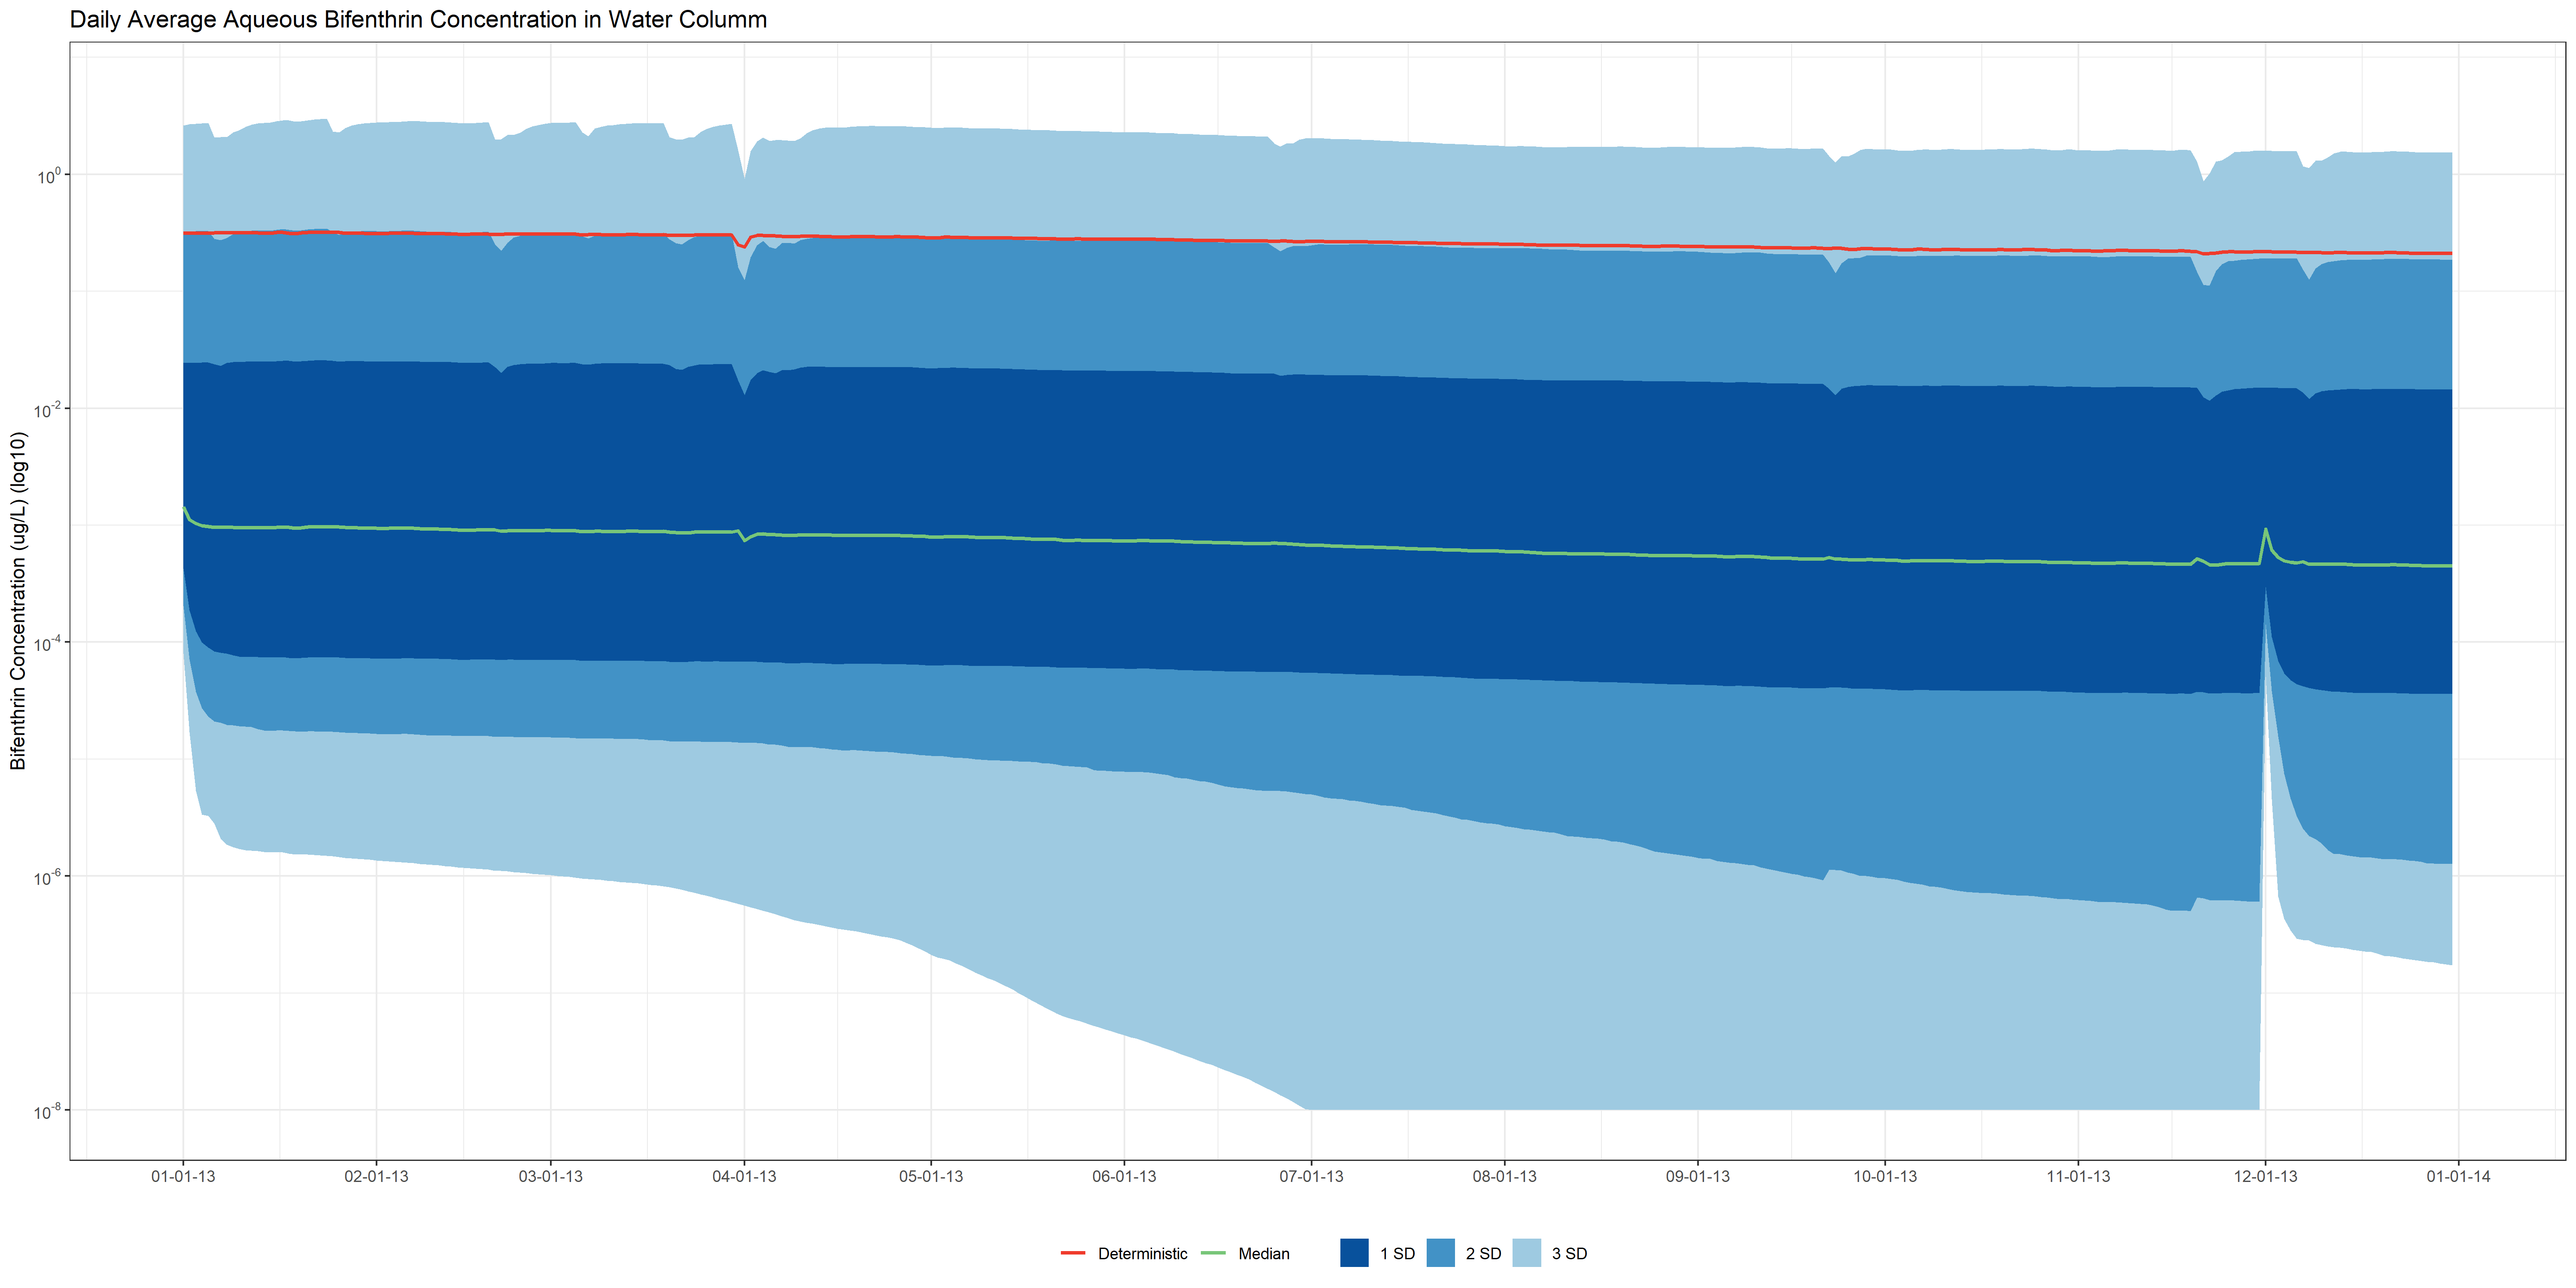 Daily Average Aqueous Bifenthrin Concentration in Water Columm
Bifenthrin Concentration (ug/L) (log10)
10^0
10^-2
10^-4
10^-6
10^-8
01-01-13 02-01-13 03-01-13 04-01-13 05-01-13 06-01-13 07-01-13 08-01-13 09-01-13 10-01-13 11-01-13 12-01-13 01-01-14
Deterministic Median 1 SD 2 SD 3 SD